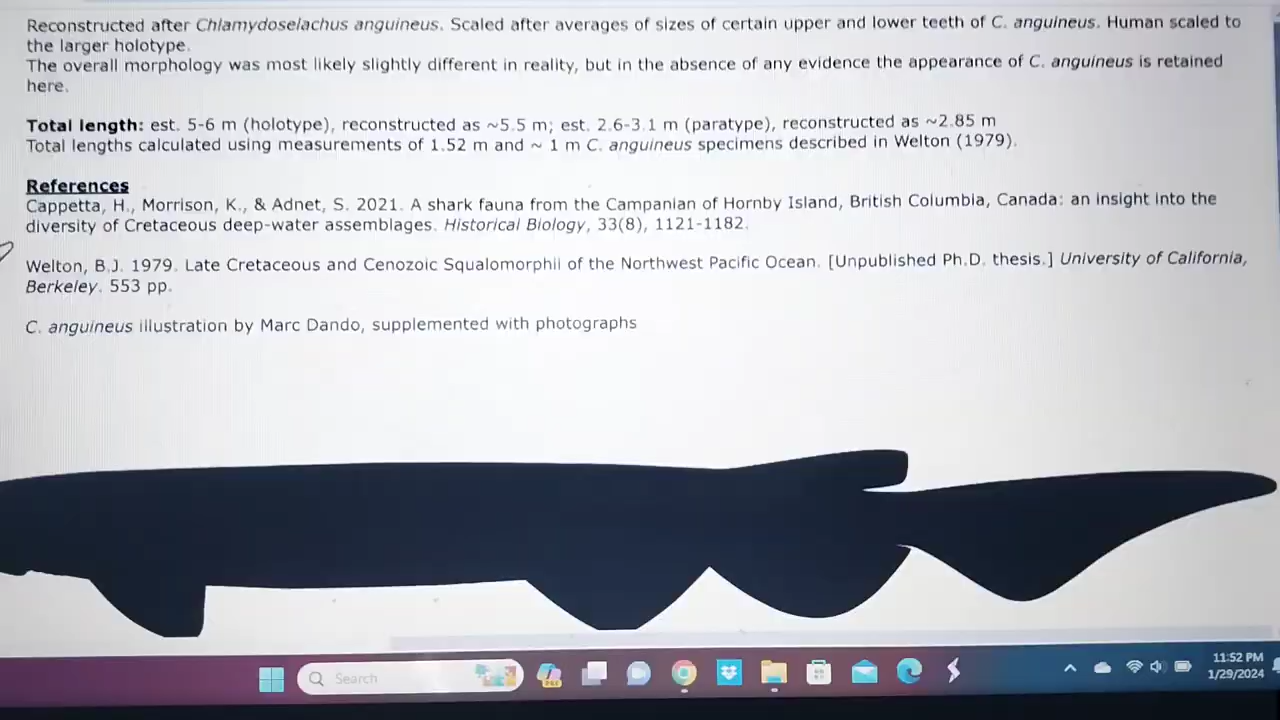 Reconstructed after Chlamydoselachus anguineus. Scaled after averages of sizes of certain upper and lower teeth of C. anguineus. Human scaled to
the larger holotype.
The overall morphology was most likely slightly different in reality, but in the absence of any evidence the appearance of C. anguineus is retained
here.
Total length: est. 5-6 m (holotype), reconstructed as ~5.5 m; est. 2.6-3.1 m (paratype), reconstructed as ~2.85 m
Total lengths calculated using measurements of 1.52 m and ~ 1 m C. anguineus specimens described in Welton (1979).
References
Cappetta, H., Morrison, K., & Adnet, S. 2021. A shark fauna from the Campanian of Hornby Island, British Columbia, Canada: an insight into the
diversity of Cretaceous deep-water assemblages. Historical Biology, 33(8), 1121-1182.
Welton, B.J. 1979. Late Cretaceous and Cenozoic Squalomorphii of the Northwest Pacific Ocean. [Unpublished Ph.D. thesis.] University of California,
Berkeley. 553 pp.
C. anguineus illustration by Marc Dando, supplemented with photographs
Search
11:52 PM
1/29/2024